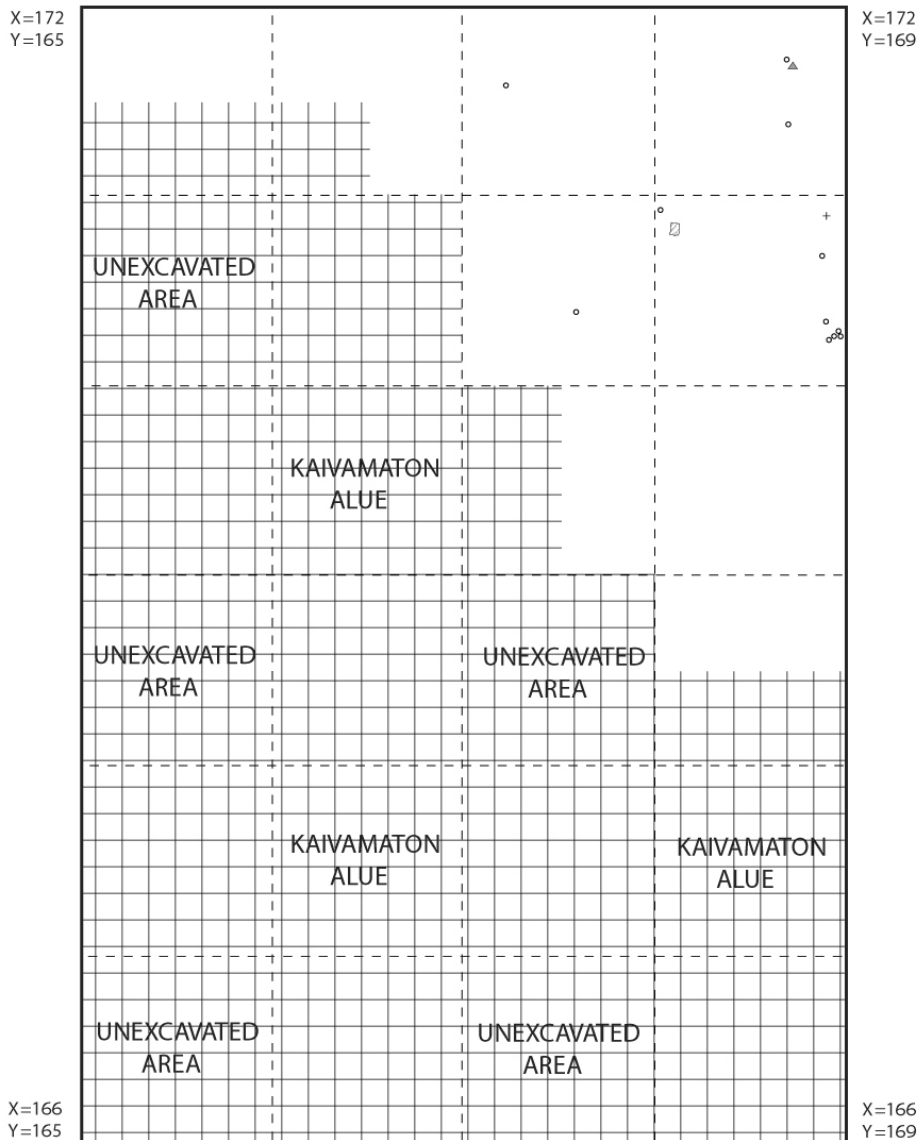 X=172
Y=165
X=172
Y=169
UNEXCAVATED
AREA
KAIVAMATON
ALUE
UNEXCAVATED
AREA
UNEXCAVATED
AREA
KAIVAMATON
ALUE
KAIVAMATON
ALUE
UNEXCAVATED
AREA
UNEXCAVATED
AREA
X=166
Y=165
X=166
Y=169